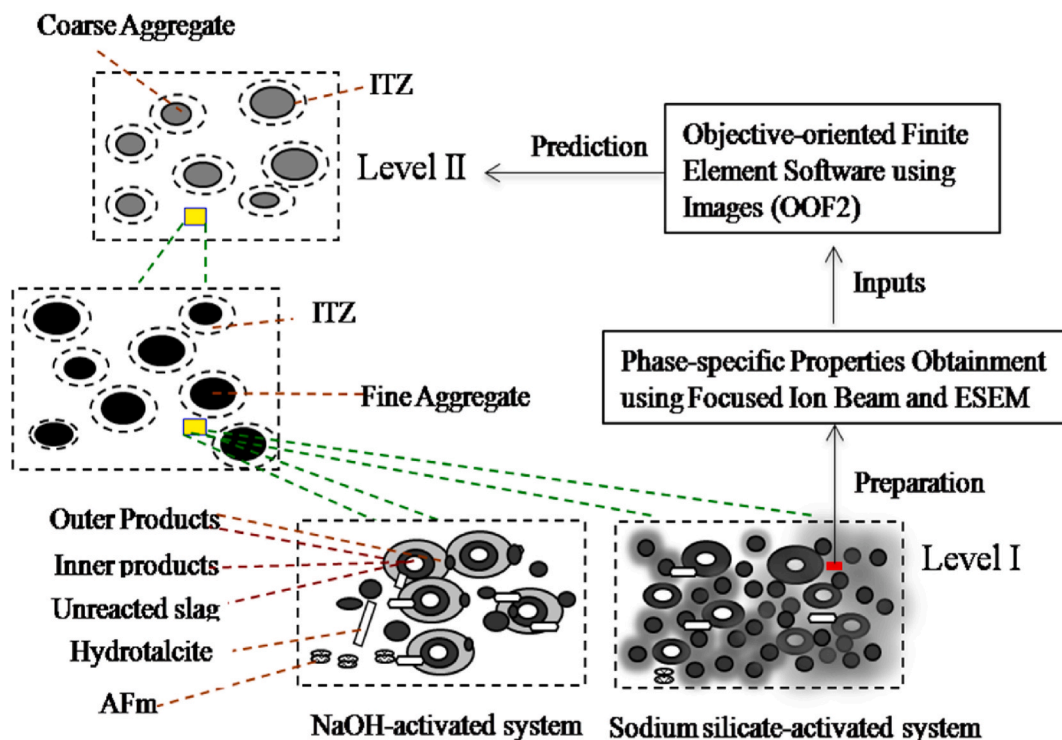 Coarse Aggregate
ITZ
Level II
Prediction
Objective-oriented Finite
Element Software using
Images (OOF2)
Inputs
ITZ
Fine Aggregate
Phase-specific Properties Obtainment
using Focused Ion Beam and ESEM
Preparation
Outer Products
Inner products
Unreacted slag
Hydrotalcite
AFm
Level I
NaOH-activated system
Sodium silicate-activated system